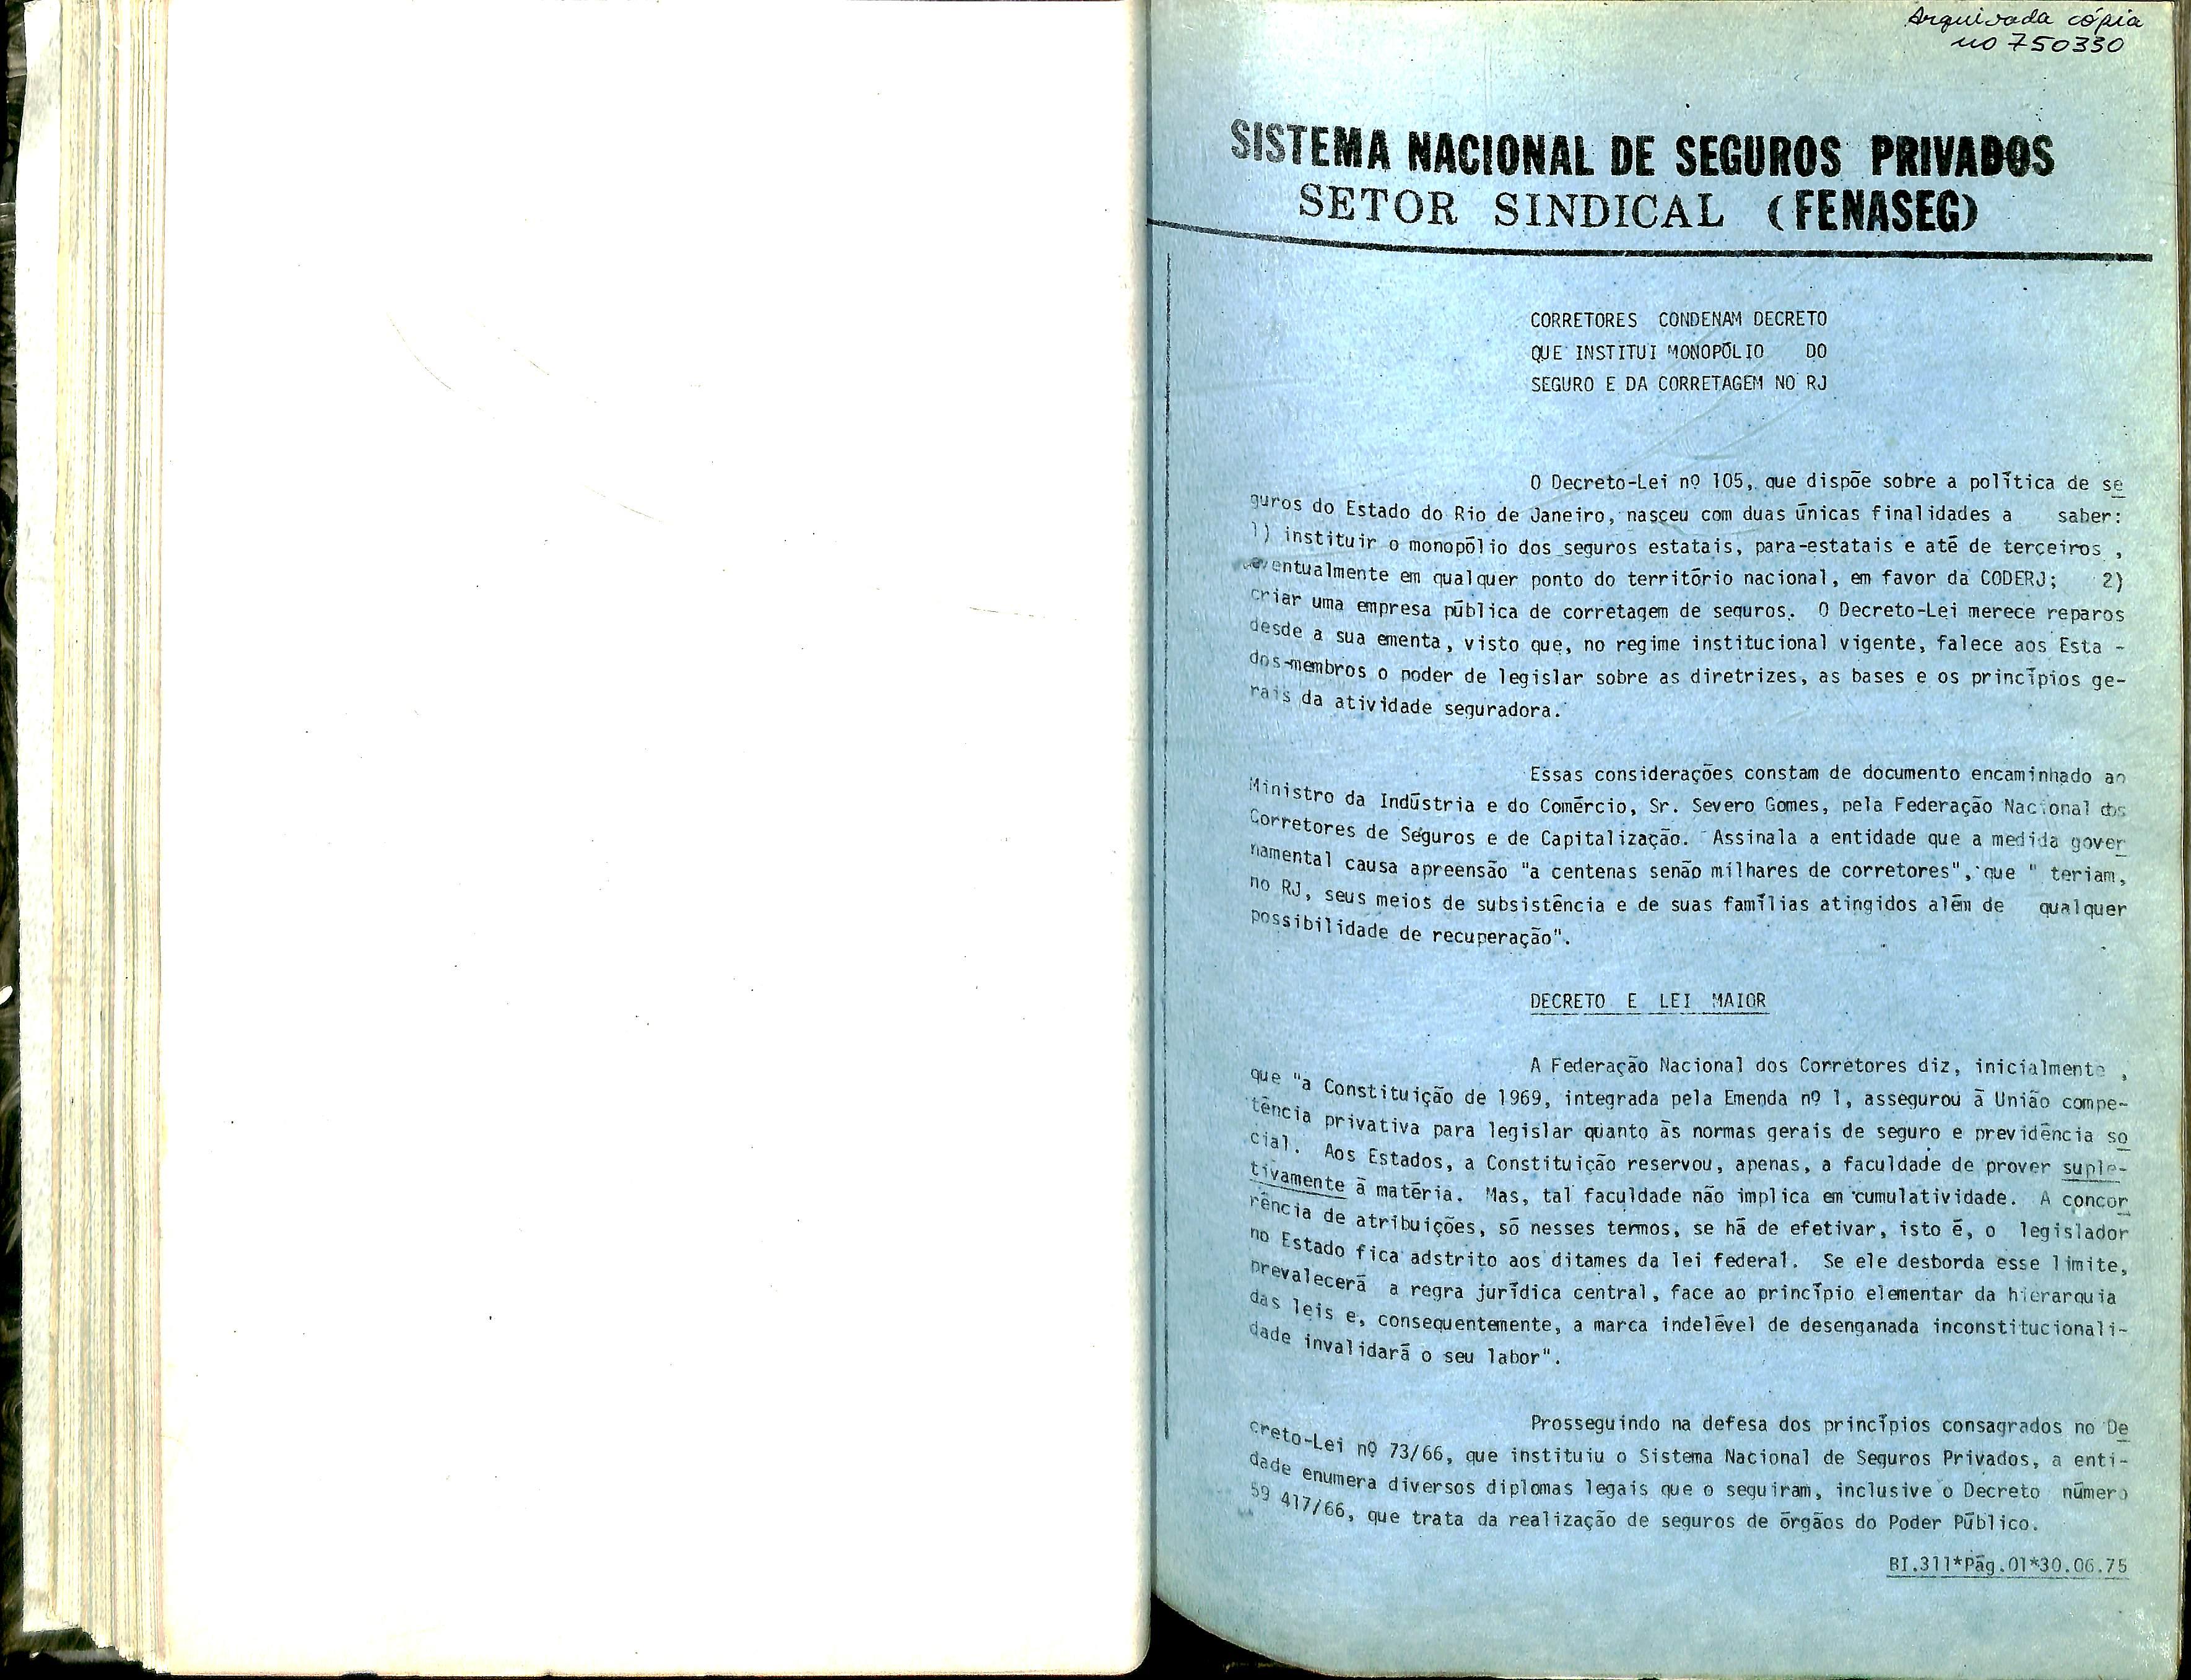 Arquivada cópia
no 750330
SISTEMA NACIONAL DE SEGUROS PRIVADOS
SETOR SINDICAL (FENASEG)
CORRETORES CONDENAM DECRETO
QUE INSTITUI MONOPÓLIO DO
SEGURO E DA CORRETAGEM NO RJ
O Decreto-Lei nº 105, que dispõe sobre a política de se
guros do Estado do Rio de Janeiro, nasceu com duas únicas finalidades a saber:
1) instituir o monopólio dos seguros estatais, para-estatais e até de terceiros ,
eventualmente em qualquer ponto do território nacional, em favor da CODERJ; 2)
criar uma empresa pública de corretagem de seguros. O Decreto-Lei merece reparos
desde a sua ementa, visto que, no regime institucional vigente, falece aos Esta -
dos-membros o poder de legislar sobre as diretrizes, as bases e os princípios ge-
rais da atividade seguradora.
Essas considerações constam de documento encaminhado ao
Ministro da Indústria e do Comércio, Sr. Severo Gomes, pela Federação Nacional dos
Corretores de Seguros e de Capitalização. Assinala a entidade que a medida gover
namental causa apreensão "a centenas senão milhares de corretores", que " teriam,
no RJ, seus meios de subsistência e de suas famílias atingidos além de qualquer
possibilidade de recuperação".
DECRETO E LEI MAIOR
A Federação Nacional dos Corretores diz, inicialmente ,
que "a Constituição de 1969, integrada pela Emenda nº 1, assegurou à União compe-
tência privativa para legislar quanto às normas gerais de seguro e previdência so
cial. Aos Estados, a Constituição reservou, apenas, a faculdade de prover suple-
tivamente à matéria. Mas, tal faculdade não implica em cumulatividade. A concor
rência de atribuições, só nesses termos, se há de efetivar, isto é, o legislador
no Estado fica adstrito aos ditames da lei federal. Se ele desborda esse limite,
prevalecerá a regra jurídica central, face ao princípio elementar da hierarquia
das leis e, consequentemente, a marca indelével de desenganada inconstitucionali-
dade invalidará o seu labor".
Prosseguindo na defesa dos princípios consagrados no De
creto-Lei nº 73/66, que instituiu o Sistema Nacional de Seguros Privados, a enti-
dade enumera diversos diplomas legais que o seguiram, inclusive o Decreto número
59 417/66, que trata da realização de seguros de órgãos do Poder Público.
BI.311*Pág.01*30.06.75